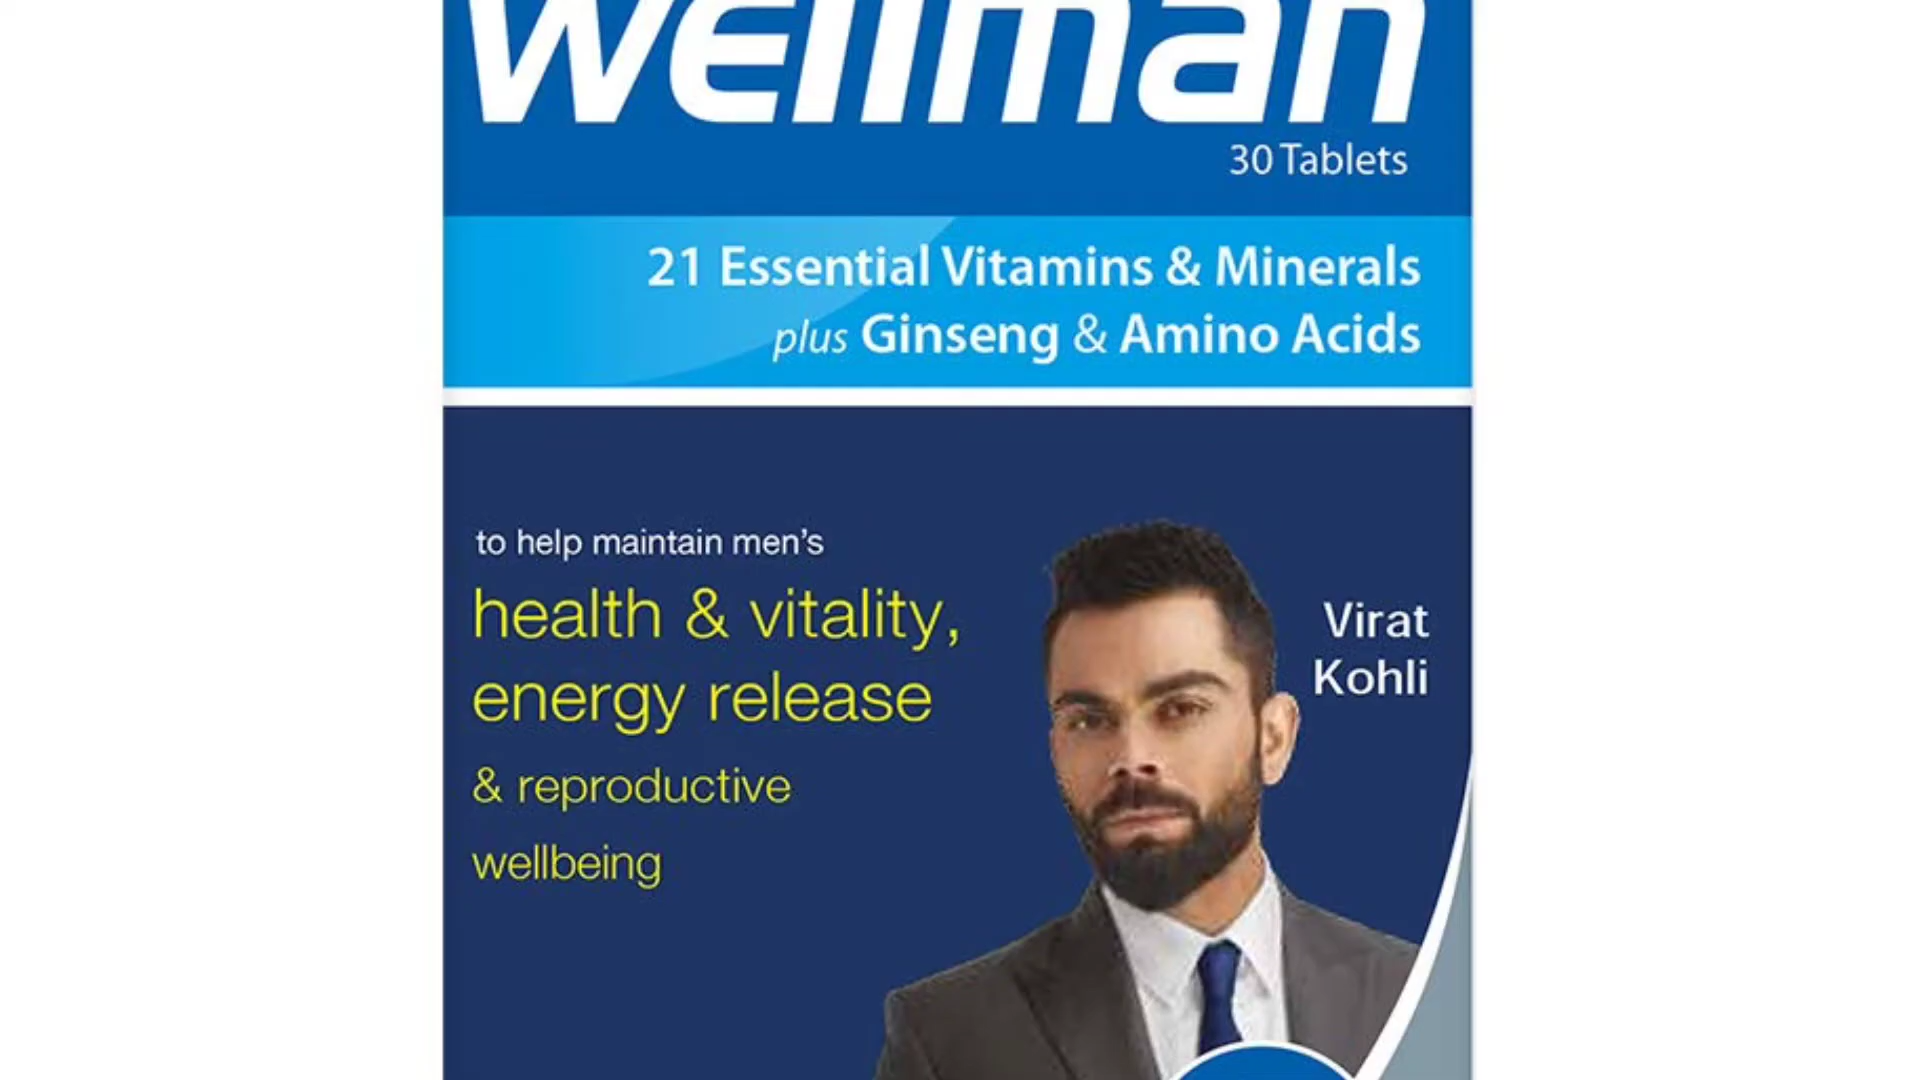 wellman
30 Tablets
21 Essential Vitamins & Minerals
plus Ginseng & Amino Acids
to help maintain men’s
health & vitality,
energy release
& reproductive
wellbeing
Virat
Kohli